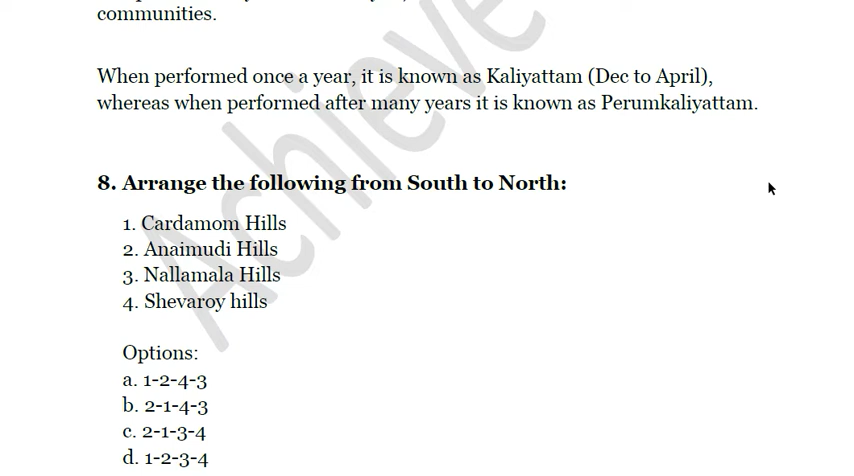 communities.
When performed once a year, it is known as Kaliyattam (Dec to April),
whereas when performed after many years it is known as Perumkaliyattam.
8. Arrange the following from South to North:
1. Cardamom Hills
2. Anaimudi Hills
3. Nallamala Hills
4. Shevaroy hills
Options:
a. 1-2-4-3
b. 2-1-4-3
c. 2-1-3-4
d. 1-2-3-4
Achieve